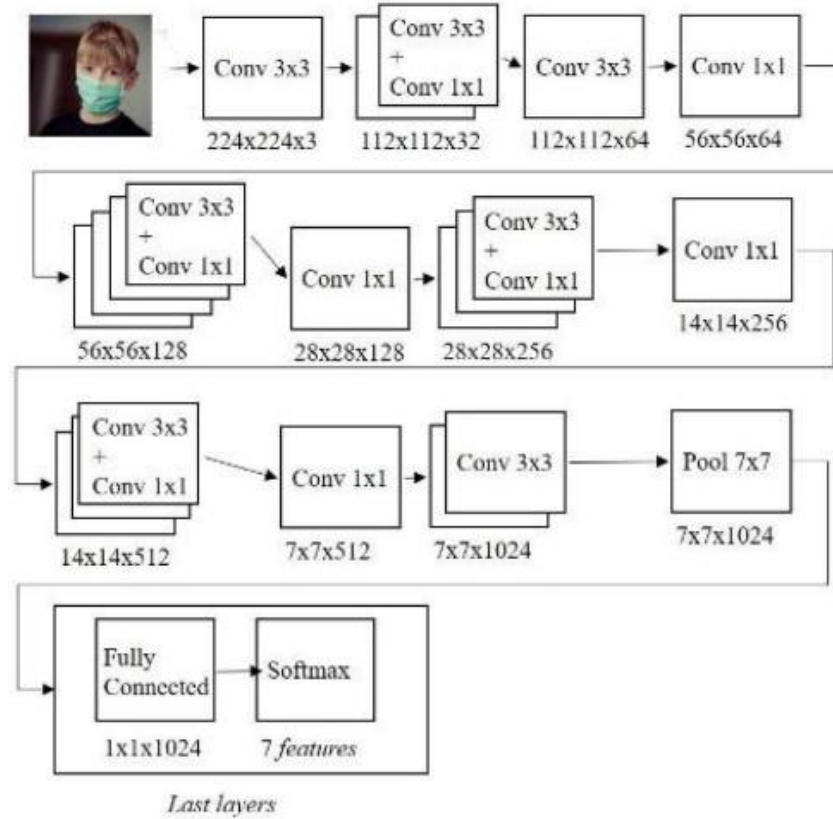 Conv 3x3
224x224x3
Conv 3x3
+
Conv 1x1
112x112x32
Conv 3x3
112x112x64
Conv 1x1
56x56x64
Conv 3x3
+
Conv 1x1
56x56x128
Conv 1x1
28x28x128
Conv 3x3
+
Conv 1x1
28x28x256
Conv 1x1
14x14x256
Conv 3x3
+
Conv 1x1
14x14x512
Conv 1x1
7x7x512
Conv 3x3
7x7x1024
Pool 7x7
7x7x1024
Fully
Connected
1x1x1024
Softmax
7 features
Last layers